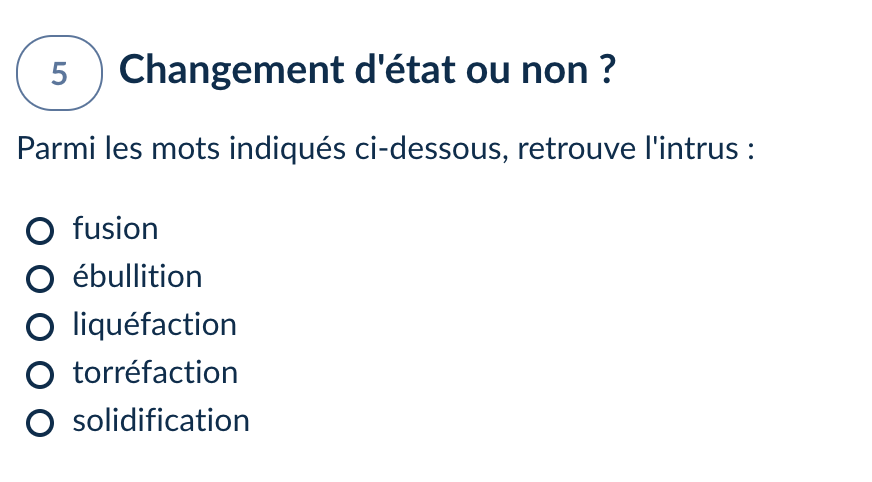 5 Changement d'état ou non ?
Parmi les mots indiqués ci-dessous, retrouve l'intrus :
fusion
ébullition
liquéfaction
torréfaction
solidification